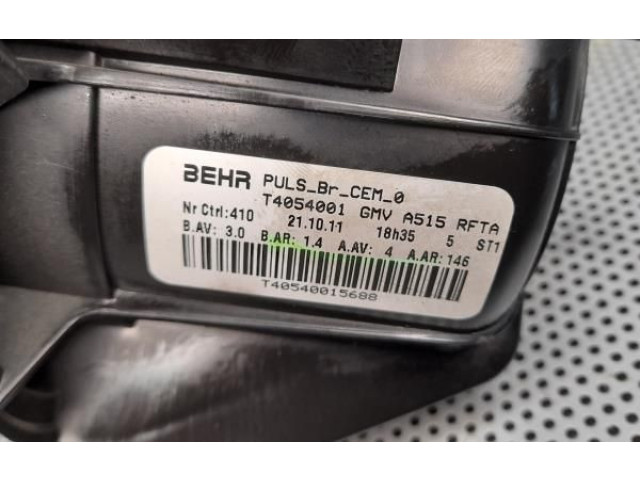 BEHR PULS_Br_CEM_0
T4054001 GMV A515 RFTA
Nr Ctrl:410 21.10.11 18h35 5 ST1
B.AV: 3.0 B.AR: 1.4 A.AV: 4 A.AR: 146
T40540015688